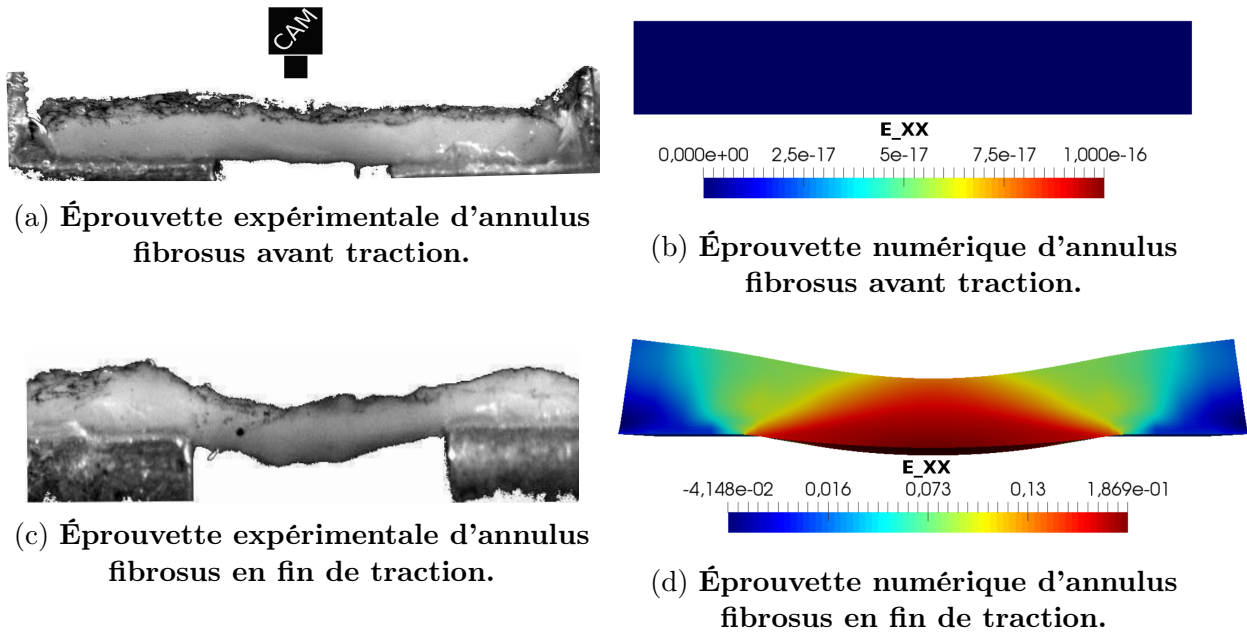 CAM
(a) Éprouvette expérimentale d'annulus
fibrosus avant traction.
E_XX
0,000e+00 2,5e-17 5e-17 7,5e-17 1,000e-16
(b) Éprouvette numérique d'annulus
fibrosus avant traction.
(c) Éprouvette expérimentale d'annulus
fibrosus en fin de traction.
E_XX
-4,148e-02 0,016 0,073 0,13 1,869e-01
(d) Éprouvette numérique d'annulus
fibrosus en fin de traction.